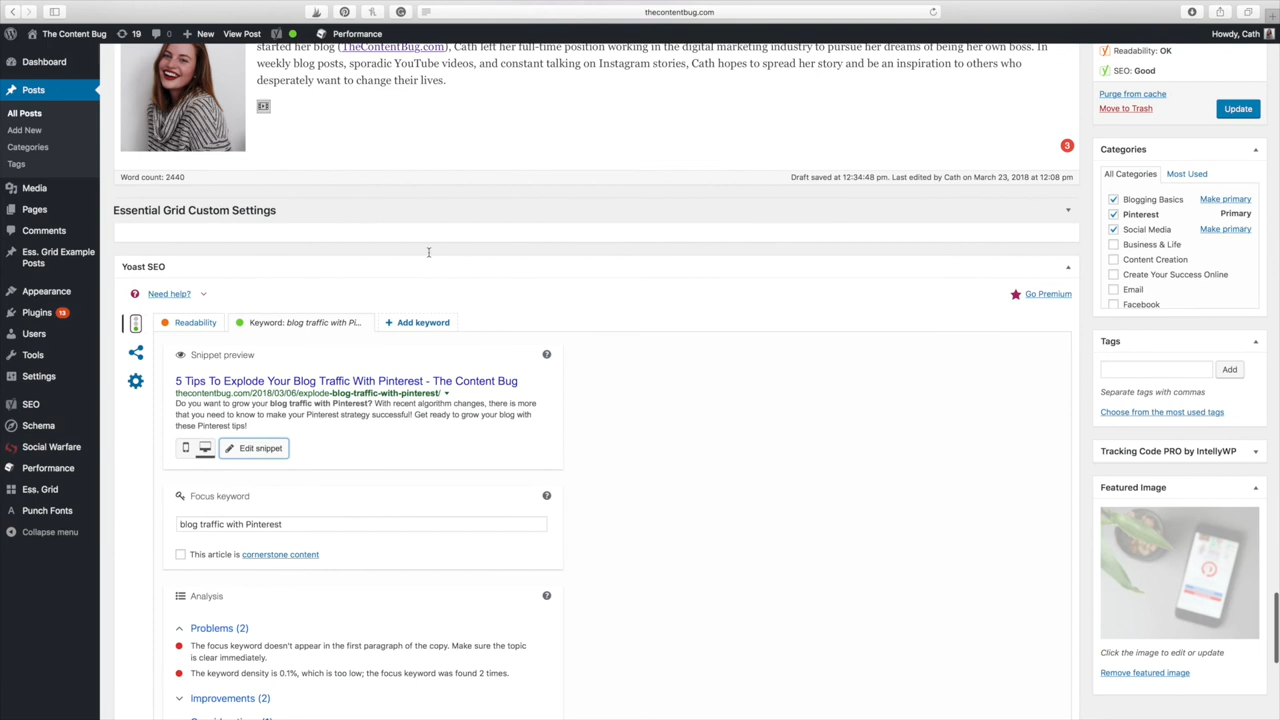 thecontentbug.com
The Content Bug
19
0
New
View Post
Performance
Howdy, Cath
Dashboard
Posts
All Posts
Add New
Categories
Tags
Media
Pages
Comments
Ess. Grid Example
Posts
Appearance
Plugins 13
Users
Tools
Settings
SEO
Schema
Social Warfare
Performance
Ess. Grid
Punch Fonts
Collapse menu
started her blog (TheContentBug.com), Cath left her full-time position working in the digital marketing industry to pursue her dreams of being her own boss. In
weekly blog posts, sporadic YouTube videos, and constant talking on Instagram stories, Cath hopes to spread her story and be an inspiration to others who
desperately want to change their lives.
3
Word count: 2440
Draft saved at 12:34:48 pm. Last edited by Cath on March 23, 2018 at 12:08 pm
Essential Grid Custom Settings
Yoast SEO
Need help?
Go Premium
Readability
Keyword: blog traffic with Pi...
+ Add keyword
Snippet preview
5 Tips To Explode Your Blog Traffic With Pinterest - The Content Bug
thecontentbug.com/2018/03/06/explode-blog-traffic-with-pinterest/
Do you want to grow your blog traffic with Pinterest? With recent algorithm changes, there is more
that you need to know to make your Pinterest strategy successful! Get ready to grow your blog with
these Pinterest tips!
Edit snippet
Focus keyword
blog traffic with Pinterest
This article is cornerstone content
Analysis
Problems (2)
The focus keyword doesn't appear in the first paragraph of the copy. Make sure the topic
is clear immediately.
The keyword density is 0.1%, which is too low; the focus keyword was found 2 times.
Improvements (2)
Readability: OK
SEO: Good
Purge from cache
Move to Trash
Update
Categories
All Categories
Most Used
Blogging Basics
Make primary
Pinterest
Primary
Social Media
Make primary
Business & Life
Content Creation
Create Your Success Online
Email
Facebook
Tags
Add
Separate tags with commas
Choose from the most used tags
Tracking Code PRO by IntellyWP
Featured Image
Click the image to edit or update
Remove featured image